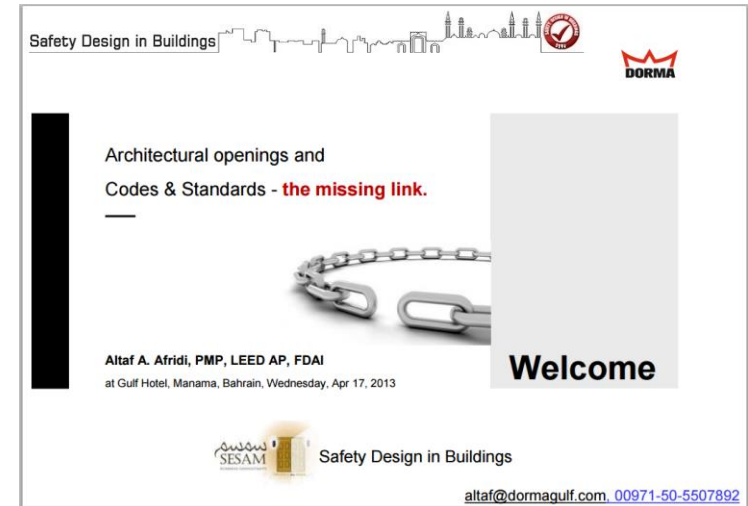 Safety Design in Buildings
DORMA
Architectural openings and
Codes & Standards - the missing link.
Altaf A. Afridi, PMP, LEED AP, FDAI
at Gulf Hotel, Manama, Bahrain, Wednesday, Apr 17, 2013
Welcome
SESAM
Safety Design in Buildings
altaf@dormagulf.com, 00971-50-5507892